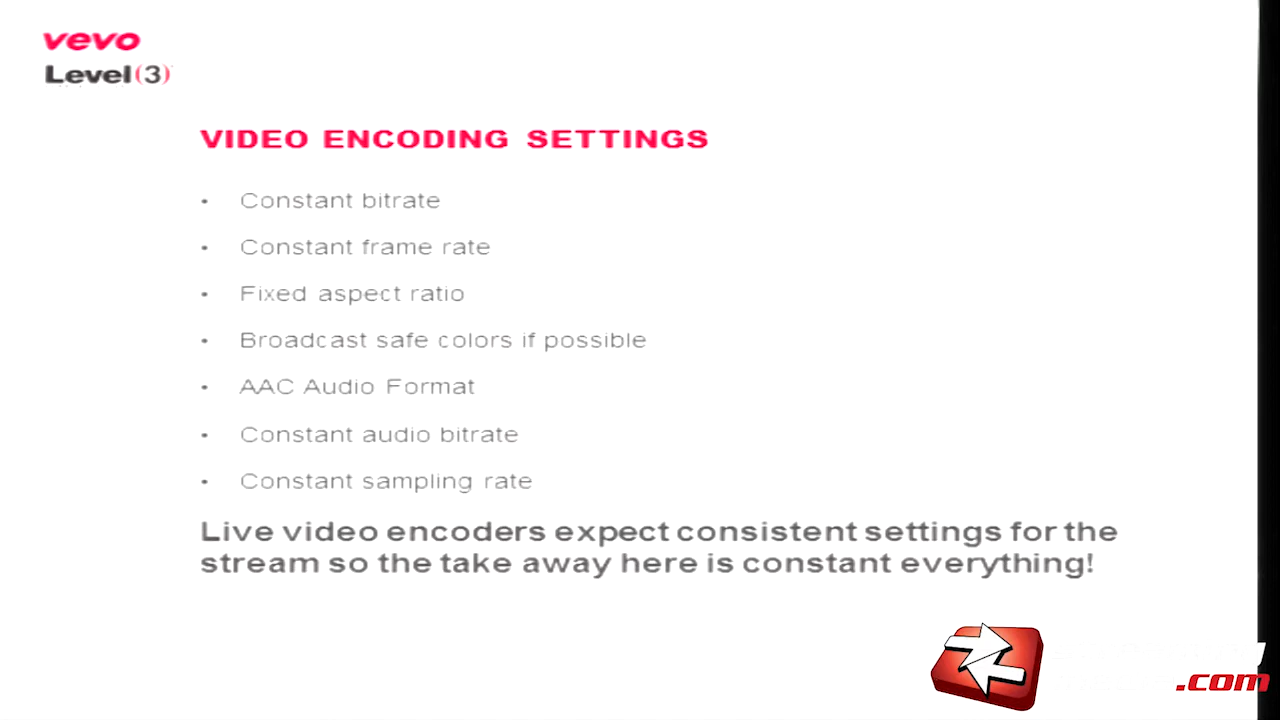 vevo
Level(3)
VIDEO ENCODING SETTINGS
• Constant bitrate
• Constant frame rate
• Fixed aspect ratio
• Broadcast safe colors if possible
• AAC Audio Format
• Constant audio bitrate
• Constant sampling rate
Live video encoders expect consistent settings for the
stream so the take away here is constant everything!
.com